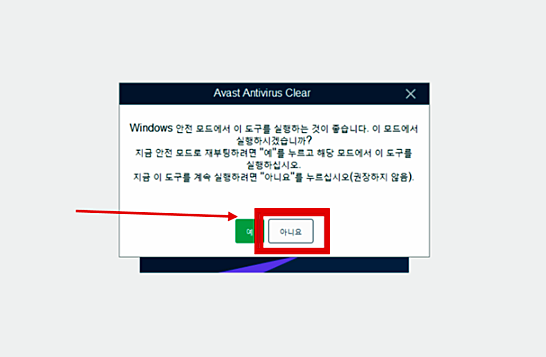 Avast Antivirus Clear
Windows 안전 모드에서 이 도구를 실행하는 것이 좋습니다. 이 모드에서
실행하시겠습니까?
지금 안전 모드로 재부팅하려면 "예"를 누르고 해당 모드에서 이 도구를
실행하십시오.
지금 이 도구를 계속 실행하려면 "아니요"를 누르십시오(권장하지 않음).
예 아니요